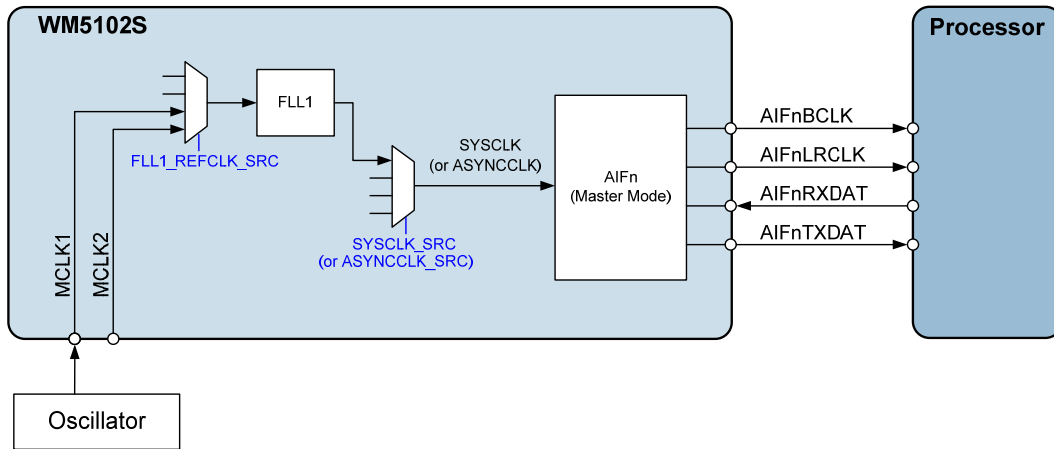 WM5102S
Processor
FLL1
FLL1_REFCLK_SRC
SYSCLK
(or ASYNCCLK)
SYSCLK_SRC
(or ASYNCCLK_SRC)
AIFn
(Master Mode)
AIFnBCLK
AIFnLRCLK
AIFnRXDAT
AIFnTXDAT
MCLK1
MCLK2
Oscillator